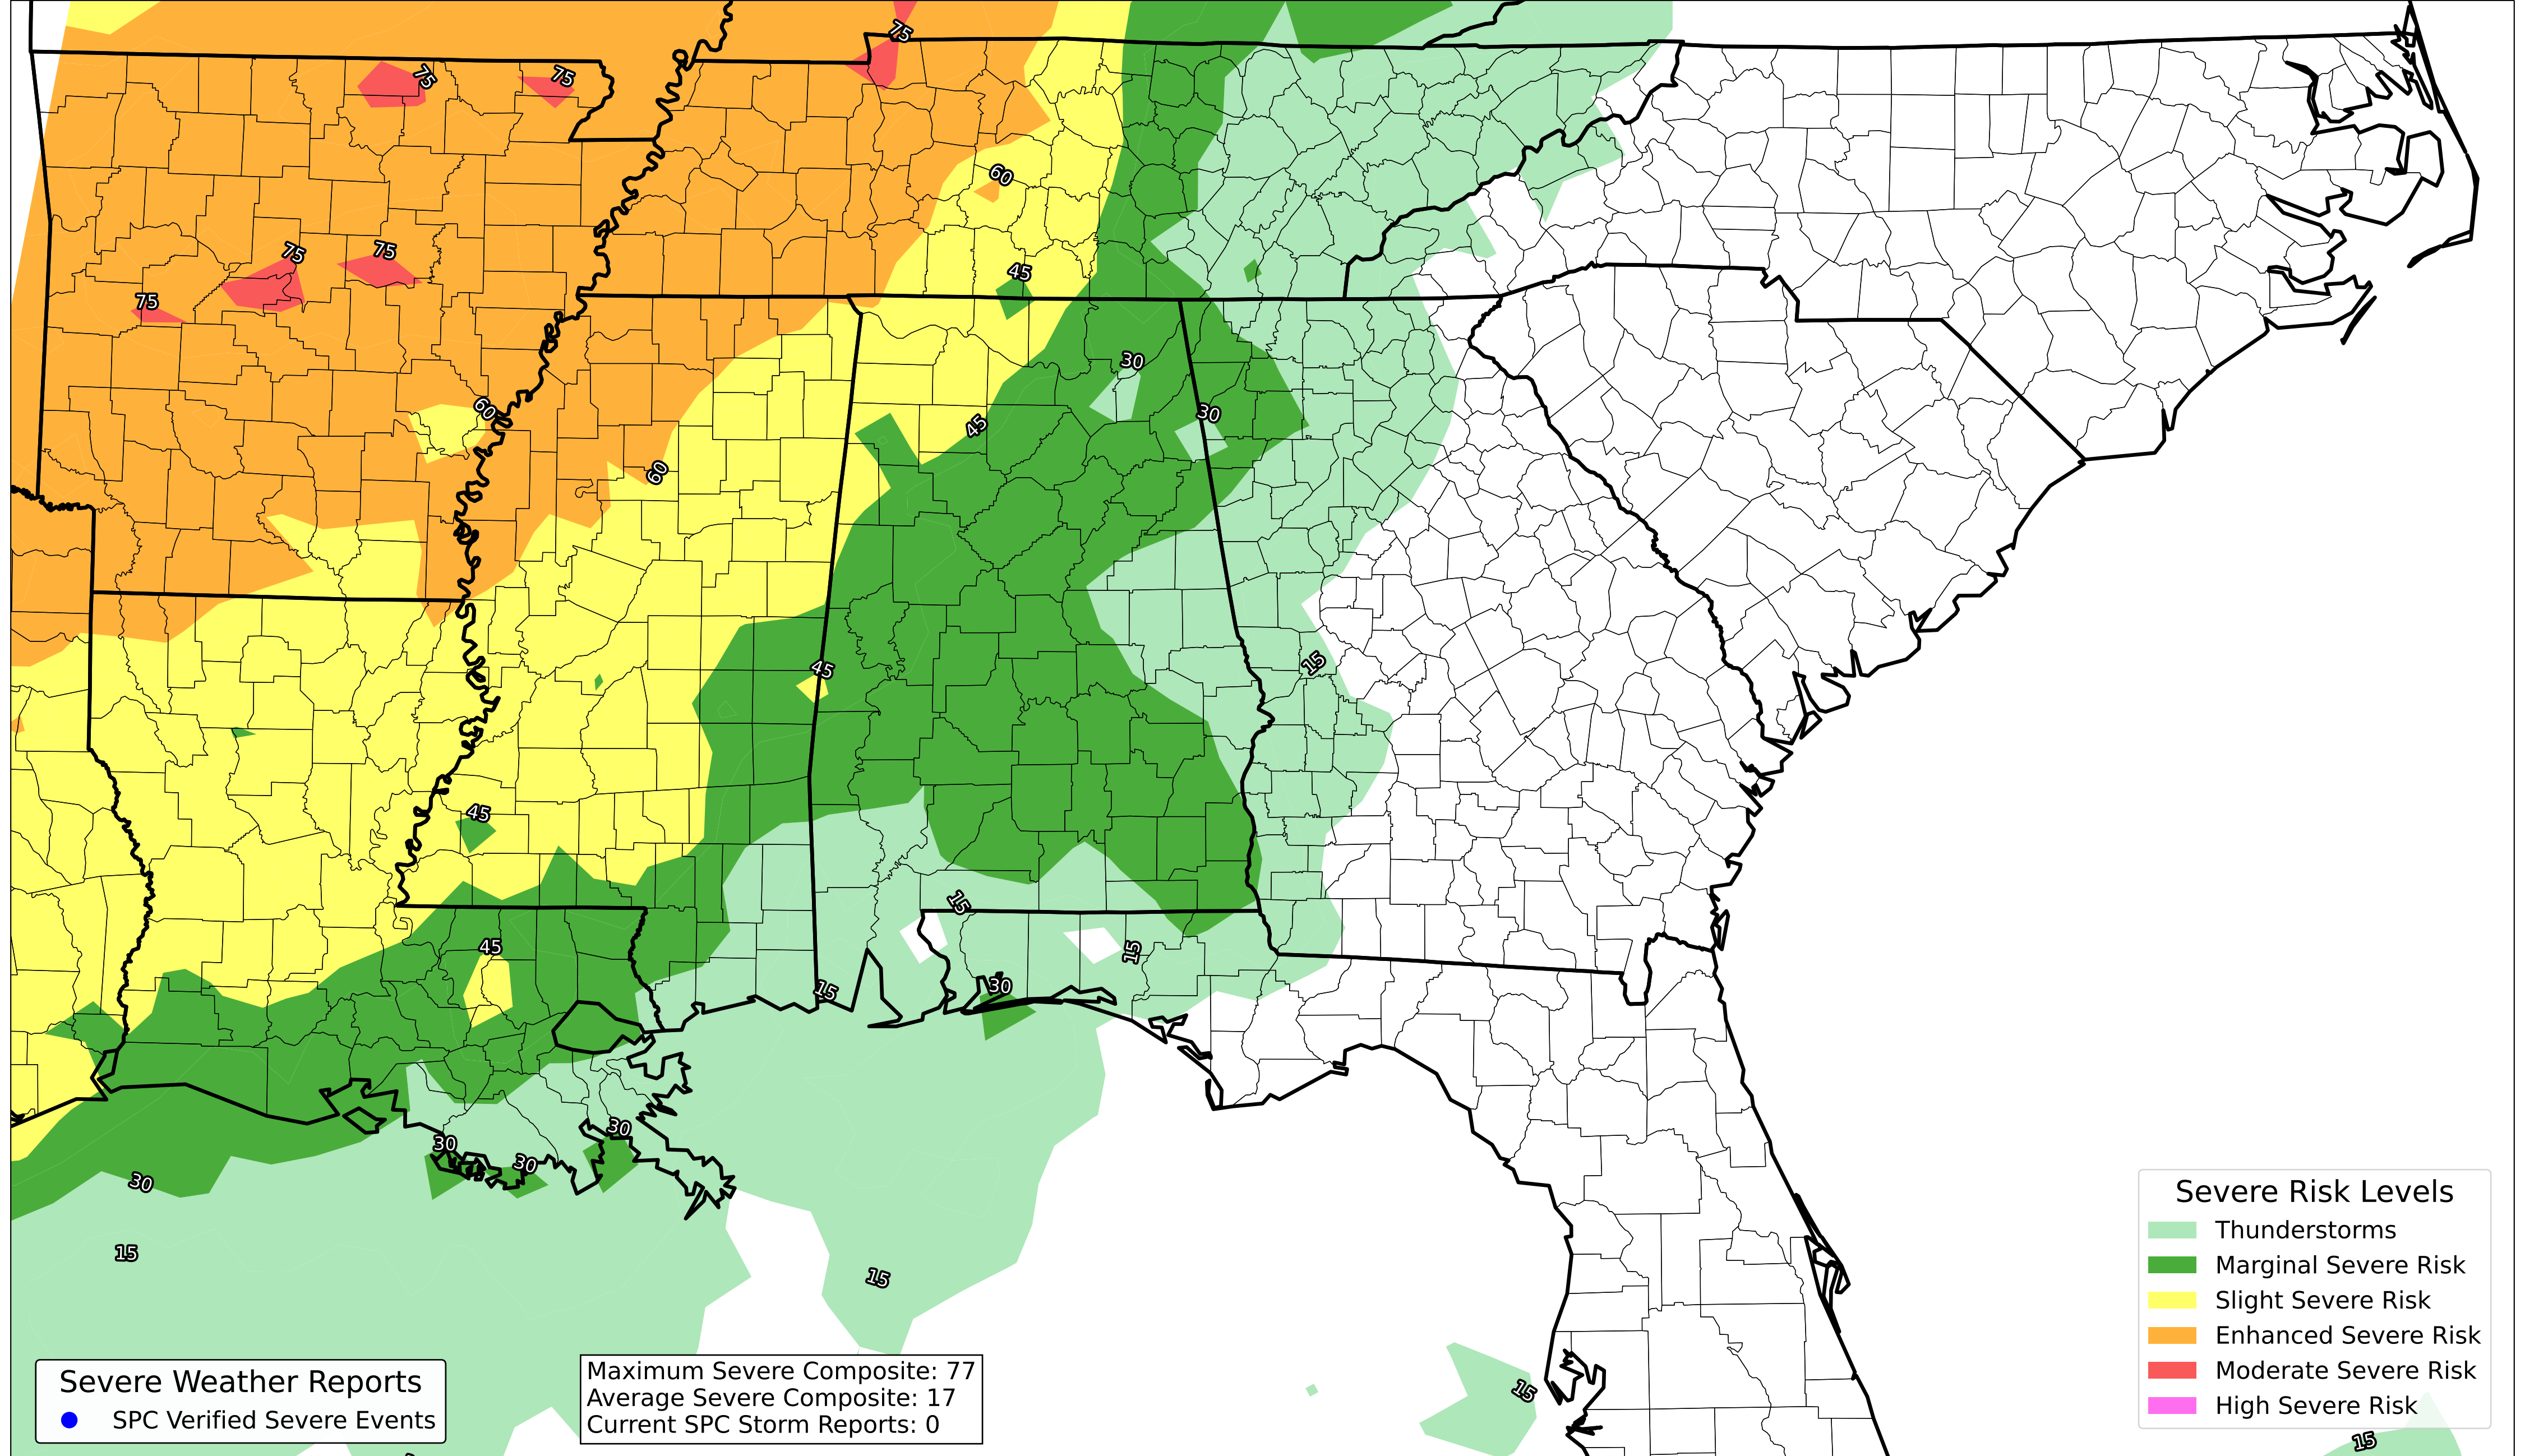 75
75
75
60
75
75
45
75
30
60
30
45
60
15
45
45
15
45
15
30
15
30
30
30
30
15
15
15
15
Severe Risk Levels
Thunderstorms
Marginal Severe Risk
Slight Severe Risk
Enhanced Severe Risk
Moderate Severe Risk
High Severe Risk
Severe Weather Reports
SPC Verified Severe Events
Maximum Severe Composite: 77
Average Severe Composite: 17
Current SPC Storm Reports: 0